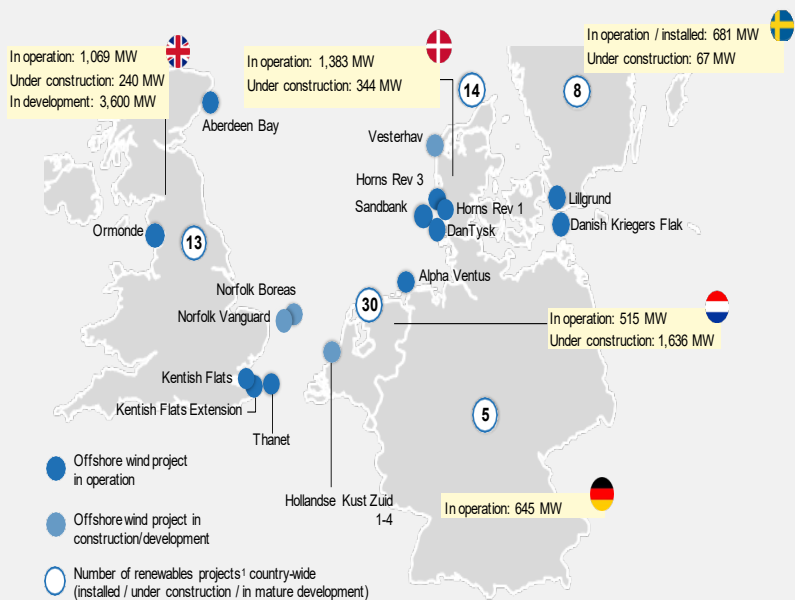 In operation: 1,069 MW
Under construction: 240 MW
In development: 3,600 MW
In operation: 1,383 MW
Under construction: 344 MW
In operation / installed: 681 MW
Under construction: 67 MW
14
8
Aberdeen Bay
Vesterhav
Horns Rev 3
Sandbank
Horns Rev 1
DanTysk
Lillgrund
Danish Kriegers Flak
Ormonde
13
Alpha Ventus
Norfolk Boreas
Norfolk Vanguard
30
In operation: 515 MW
Under construction: 1,636 MW
Kentish Flats
Kentish Flats Extension
Thanet
5
Hollandse Kust Zuid
1-4
In operation: 645 MW
Offshore wind project
in operation
Offshore wind project in
construction/development
Number of renewables projects¹ country-wide
(installed / under construction / in mature development)